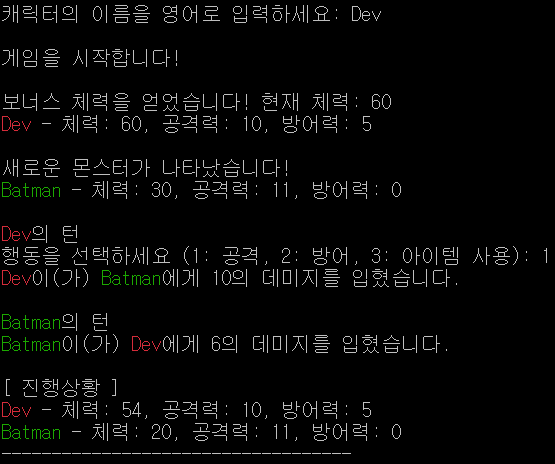 캐릭터의 이름을 영어로 입력하세요: Dev
게임을 시작합니다!
보너스 체력을 얻었습니다! 현재 체력: 60
Dev - 체력: 60, 공격력: 10, 방어력: 5
새로운 몬스터가 나타났습니다!
Batman - 체력: 30, 공격력: 11, 방어력: 0
Dev의 턴
행동을 선택하세요 (1: 공격, 2: 방어, 3: 아이템 사용): 1
Dev이(가) Batman에게 10의 데미지를 입혔습니다.
Batman의 턴
Batman이(가) Dev에게 6의 데미지를 입혔습니다.
[ 진행상황 ]
Dev - 체력: 54, 공격력: 10, 방어력: 5
Batman - 체력: 20, 공격력: 11, 방어력: 0
-----------------------------------